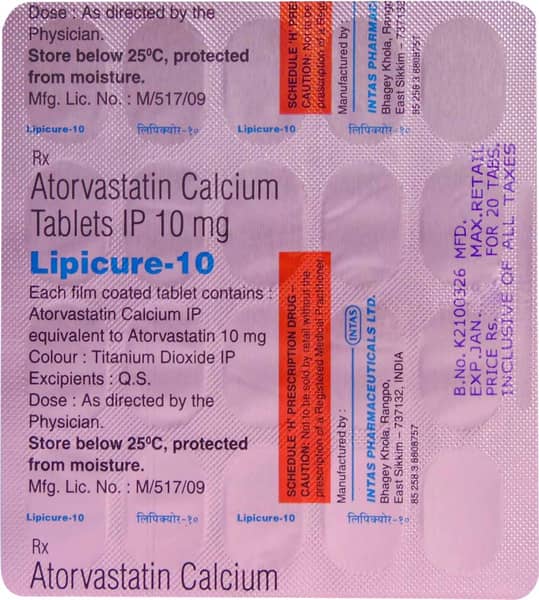 Dose : As directed by the
Physician.
Store below 25ºC, protected
from moisture.
Mfg. Lic. No. : M/517/09
SCHEDULE 'H' PRESC
CAUTION: Not to be
prescription of a Re
Manufactured by :
INTAS PHARMAC
Bhagey Khola, Rangpo,
East Sikkim – 737132,
85 258 3 8808757
Lipicure-10 लिपिक्योर-१० Lipicure-10 लिपिक्योर-१०
Rx
Atorvastatin Calcium
Tablets IP 10 mg
Lipicure-10
Each film coated tablet contains :
Atorvastatin Calcium IP
equivalent to Atorvastatin 10 mg
Colour : Titanium Dioxide IP
Excipients : Q.S.
Dose : As directed by the
Physician.
Store below 25ºC, protected
from moisture.
Mfg. Lic. No. : M/517/09
SCHEDULE 'H' PRESCRIPTION DRUG
CAUTION: Not to be sold by retail without the
prescription of a Registered Medical Practitioner.
Manufactured by :
INTAS
INTAS PHARMACEUTICALS LTD.
Bhagey Khola, Rangpo,
East Sikkim – 737132, INDIA
85 258 3 8808757
B.No. K2100326 MFD.
EXP.JAN. MAX.RETAIL
PRICE Rs. FOR 20 TABS.
INCLUSIVE OF ALL TAXES
Lipicure-10 लिपिक्योर-१० Lipicure-10 लिपिक्योर-१०
Rx
Atorvastatin Calcium